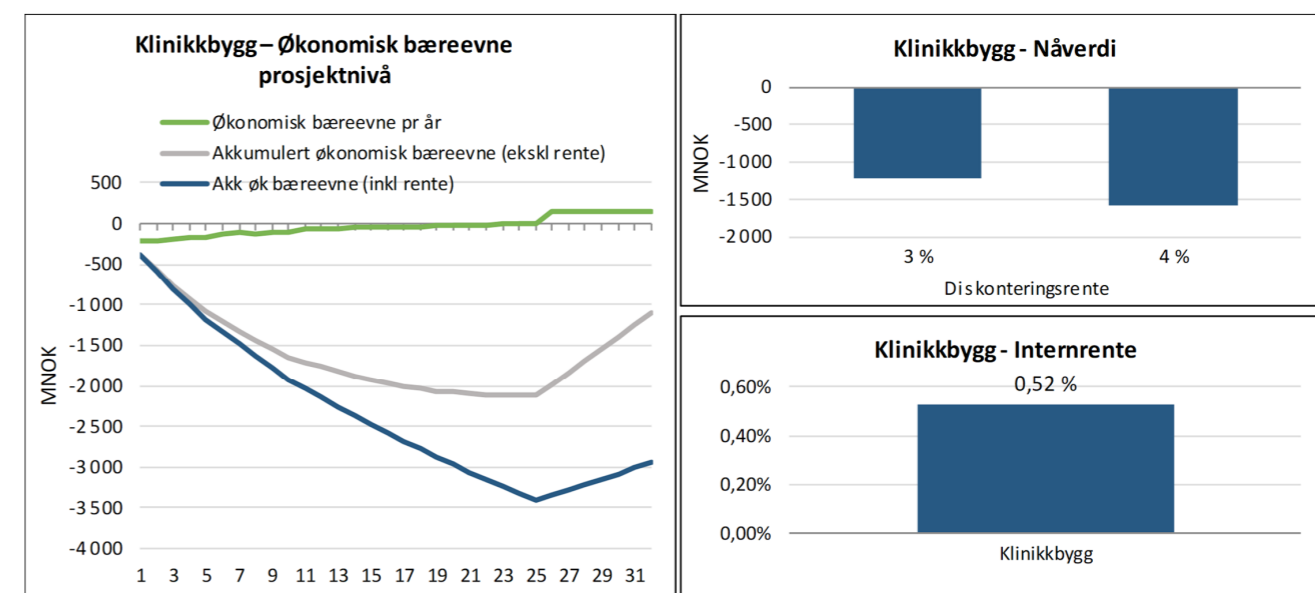 Klinikkbygg – Økonomisk bæreevne
prosjektnivå
Økonomisk bæreevne pr år
Akkumulert økonomisk bæreevne (ekskl rente)
Akk øk bæreevne (inkl rente)
500
0
-500
-1 000
-1 500
-2 000
-2 500
-3 000
-3 500
-4 000
MNOK
1 3 5 7 9 11 13 15 17 19 21 23 25 27 29 31
Klinikkbygg - Nåverdi
0
-500
-1 000
-1 500
-2 000
MNOK
3 % 4 %
Diskonteringsrente
Klinikkbygg - Internrente
0,52 %
0,60%
0,40%
0,20%
0,00%
Klinikkbygg